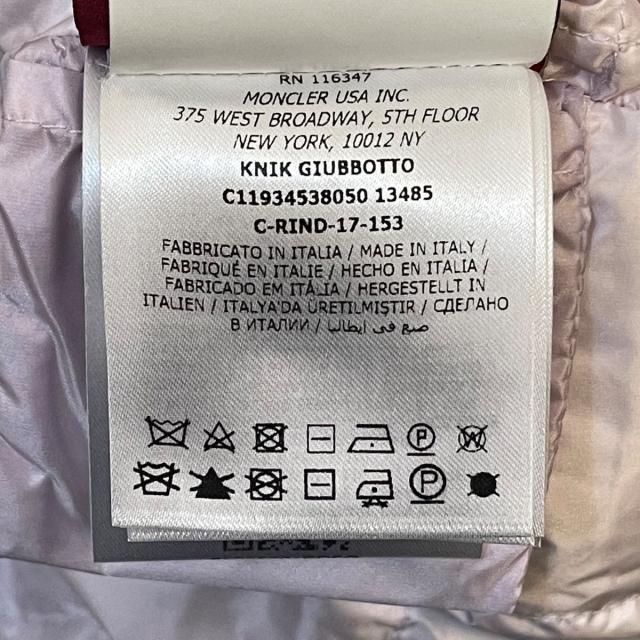 RN 116347
MONCLER USA INC.
375 WEST BROADWAY, 5TH FLOOR
NEW YORK, 10012 NY
KNIK GIUBBOTTO
C11934538050 13485
C-RIND-17-153
FABBRICATO IN ITALIA / MADE IN ITALY /
FABRIQUÉ EN ITALIE / HECHO EN ITALIA /
FABRICADO EM ITÁLIA / HERGESTELLT IN
ITALIEN / ITALYA'DA ÜRETILMIŞTIR / СДЕЛАНО
В ИТАЛИИ / صنع في ايطاليا
P W
P